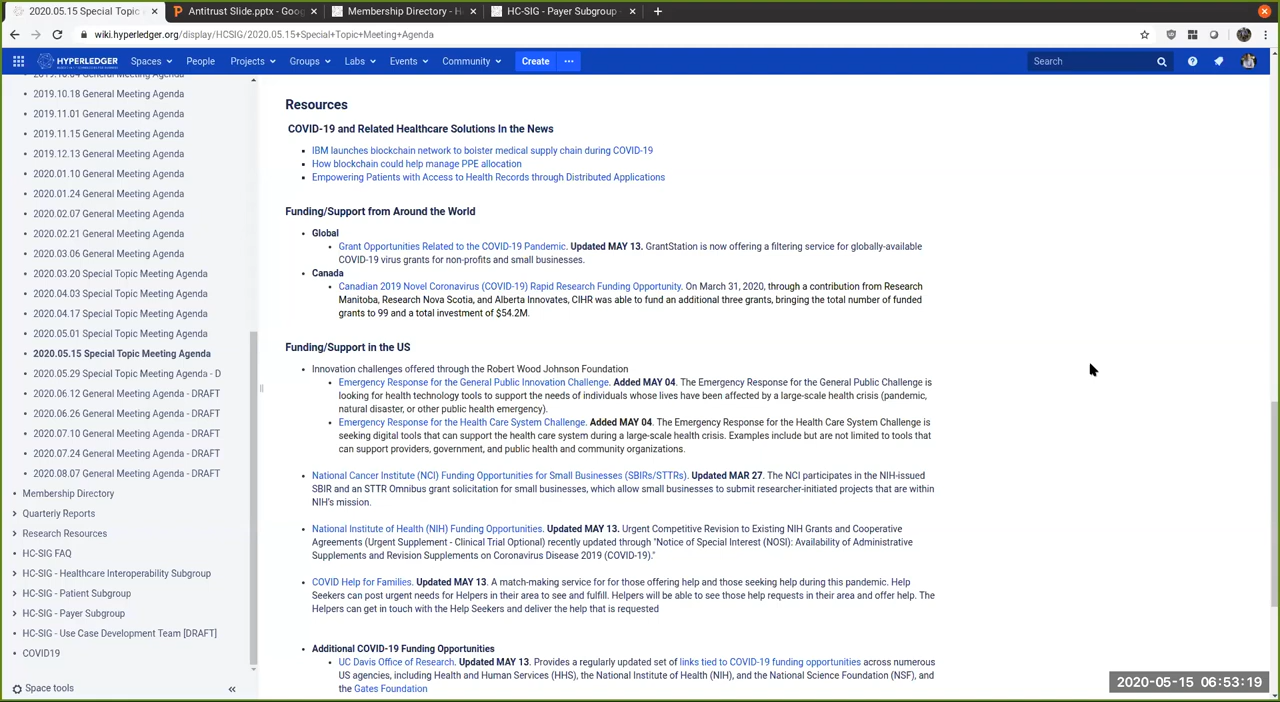 2020.05.15 Special Topic
Antitrust Slide.pptx - Goog
Membership Directory - H
HC-SIG - Payer Subgroup -
wiki.hyperledger.org/display/HCSIG/2020.05.15+Special+Topic+Meeting+Agenda
HYPERLEDGER
Spaces
People
Projects
Groups
Labs
Events
Community
Create
Search
2019.10.04 General Meeting Agenda
2019.10.18 General Meeting Agenda
2019.11.01 General Meeting Agenda
2019.11.15 General Meeting Agenda
2019.12.13 General Meeting Agenda
2020.01.10 General Meeting Agenda
2020.01.24 General Meeting Agenda
2020.02.07 General Meeting Agenda
2020.02.21 General Meeting Agenda
2020.03.06 General Meeting Agenda
2020.03.20 Special Topic Meeting Agenda
2020.04.03 Special Topic Meeting Agenda
2020.04.17 Special Topic Meeting Agenda
2020.05.01 Special Topic Meeting Agenda
2020.05.15 Special Topic Meeting Agenda
2020.05.29 Special Topic Meeting Agenda - D
2020.06.12 General Meeting Agenda - DRAFT
2020.06.26 General Meeting Agenda - DRAFT
2020.07.10 General Meeting Agenda - DRAFT
2020.07.24 General Meeting Agenda - DRAFT
2020.08.07 General Meeting Agenda - DRAFT
Membership Directory
Quarterly Reports
Research Resources
HC-SIG FAQ
HC-SIG - Healthcare Interoperability Subgroup
HC-SIG - Patient Subgroup
HC-SIG - Payer Subgroup
HC-SIG - Use Case Development Team [DRAFT]
COVID19
Space tools
Resources
COVID-19 and Related Healthcare Solutions In the News
IBM launches blockchain network to bolster medical supply chain during COVID-19
How blockchain could help manage PPE allocation
Empowering Patients with Access to Health Records through Distributed Applications
Funding/Support from Around the World
Global
Grant Opportunities Related to the COVID-19 Pandemic. Updated MAY 13. GrantStation is now offering a filtering service for globally-available
COVID-19 virus grants for non-profits and small businesses.
Canada
Canadian 2019 Novel Coronavirus (COVID-19) Rapid Research Funding Opportunity. On March 31, 2020, through a contribution from Research
Manitoba, Research Nova Scotia, and Alberta Innovates, CIHR was able to fund an additional three grants, bringing the total number of funded
grants to 99 and a total investment of $54.2M.
Funding/Support in the US
Innovation challenges offered through the Robert Wood Johnson Foundation
Emergency Response for the General Public Innovation Challenge. Added MAY 04. The Emergency Response for the General Public Challenge is
looking for health technology tools to support the needs of individuals whose lives have been affected by a large-scale health crisis (pandemic,
natural disaster, or other public health emergency).
Emergency Response for the Health Care System Challenge. Added MAY 04. The Emergency Response for the Health Care System Challenge is
seeking digital tools that can support the health care system during a large-scale health crisis. Examples include but are not limited to tools that
can support providers, government, and public health and community organizations.
National Cancer Institute (NCI) Funding Opportunities for Small Businesses (SBIRs/STTRs). Updated MAR 27. The NCI participates in the NIH-issued
SBIR and an STTR Omnibus grant solicitation for small businesses, which allow small businesses to submit researcher-initiated projects that are within
NIH's mission.
National Institute of Health (NIH) Funding Opportunities. Updated MAY 13. Urgent Competitive Revision to Existing NIH Grants and Cooperative
Agreements (Urgent Supplement - Clinical Trial Optional) recently updated through "Notice of Special Interest (NOSI): Availability of Administrative
Supplements and Revision Supplements on Coronavirus Disease 2019 (COVID-19)."
COVID Help for Families. Updated MAY 13. A match-making service for for those offering help and those seeking help during this pandemic. Help
Seekers can post urgent needs for Helpers in their area to see and fulfill. Helpers will be able to see those help requests in their area and offer help. The
Helpers can get in touch with the Help Seekers and deliver the help that is requested
Additional COVID-19 Funding Opportunities
UC Davis Office of Research. Updated MAY 13. Provides a regularly updated set of links tied to COVID-19 funding opportunities across numerous
US agencies, including Health and Human Services (HHS), the National Institute of Health (NIH), and the National Science Foundation (NSF), and
the Gates Foundation
2020-05-15 06:53:19